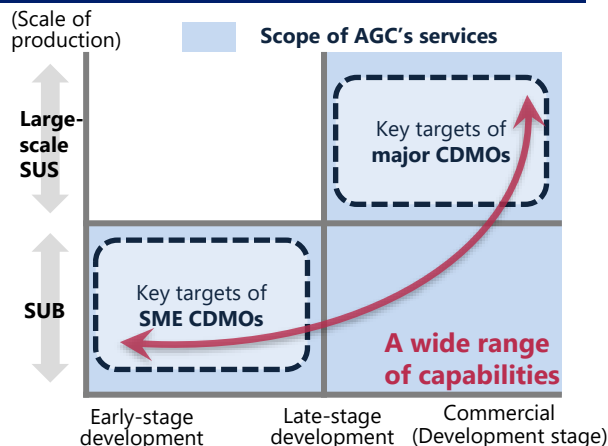 (Scale of
production)
Scope of AGC's services
Large-
scale
SUS
Key targets of
major CDMOs
SUB
Key targets of
SME CDMOs
A wide range
of capabilities
Early-stage
development
Late-stage
development
Commercial
(Development stage)